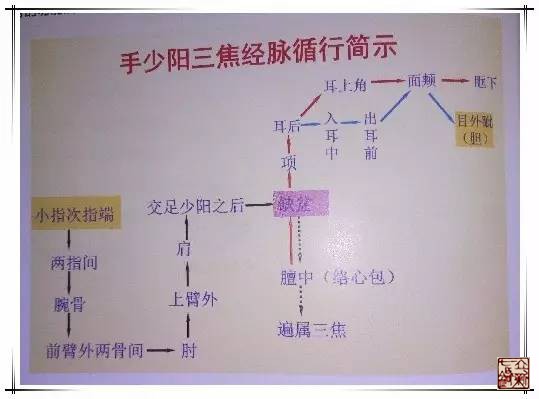 手少阳三焦经脉循行简示
耳上角
面颊
眶下
耳后
入耳中
出耳前
目外眦
(胆)
项
小指次指端
交足少阳之后
缺盆
两指间
肩
膻中（络心包）
腕骨
上臂外
遍属三焦
前臂外两骨间
肘